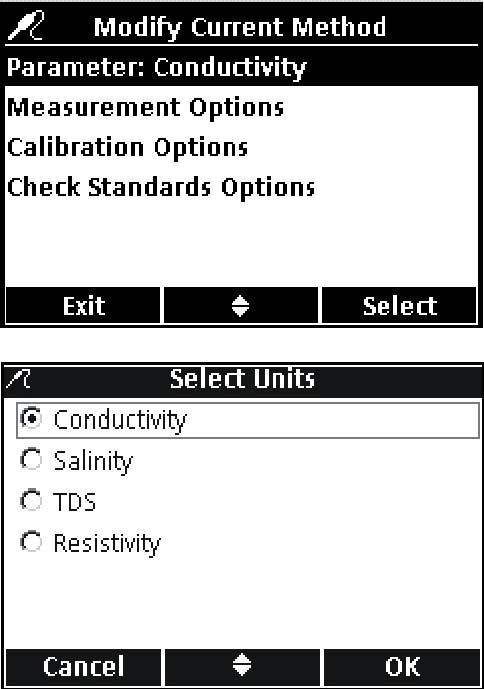 Modify Current Method
Parameter: Conductivity
Measurement Options
Calibration Options
Check Standards Options
Exit Select
Select Units
Conductivity
Salinity
TDS
Resistivity
Cancel OK